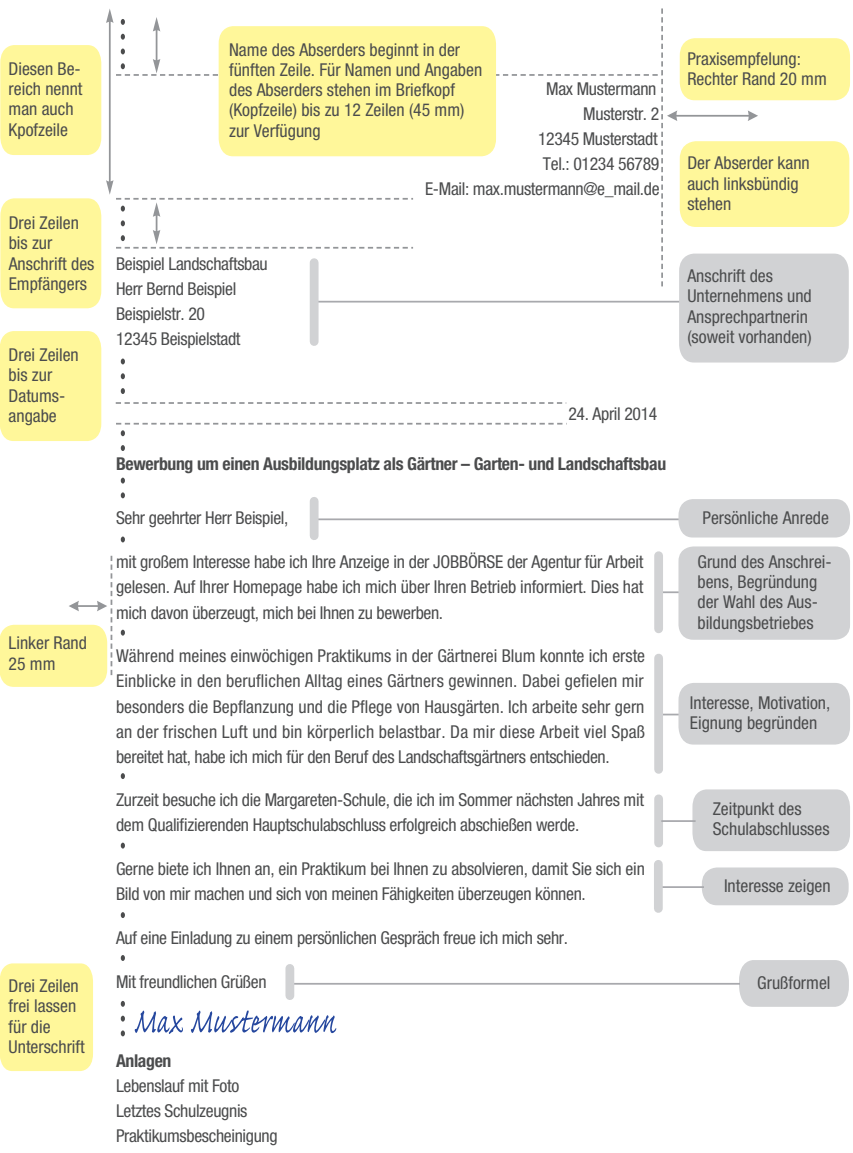 Diesen Be-
reich nennt
man auch
Kpofzeile
Name des Abserders beginnt in der
fünften Zeile. Für Namen und Angaben
des Abserders stehen im Briefkopf
(Kopfzeile) bis zu 12 Zeilen (45 mm)
zur Verfügung
Praxisempfelung:
Rechter Rand 20 mm
Max Mustermann
Musterstr. 2
12345 Musterstadt
Tel.: 01234 56789
E-Mail: max.mustermann@e_mail.de
Der Abserder kann
auch linksbündig
stehen
Drei Zeilen
bis zur
Anschrift des
Empfängers
Beispiel Landschaftsbau
Herr Bernd Beispiel
Beispielstr. 20
12345 Beispielstadt
Anschrift des
Unternehmens und
Ansprechpartnerin
(soweit vorhanden)
Drei Zeilen
bis zur
Datums-
angabe
24. April 2014
Bewerbung um einen Ausbildungsplatz als Gärtner – Garten- und Landschaftsbau
Sehr geehrter Herr Beispiel,
Persönliche Anrede
mit großem Interesse habe ich Ihre Anzeige in der JOBBÖRSE der Agentur für Arbeit
gelesen. Auf Ihrer Homepage habe ich mich über Ihren Betrieb informiert. Dies hat
mich davon überzeugt, mich bei Ihnen zu bewerben.
Grund des Anschrei-
bens, Begründung
der Wahl des Aus-
bildungsbetriebes
Linker Rand
25 mm
Während meines einwöchigen Praktikums in der Gärtnerei Blum konnte ich erste
Einblicke in den beruflichen Alltag eines Gärtners gewinnen. Dabei gefielen mir
besonders die Bepflanzung und die Pflege von Hausgärten. Ich arbeite sehr gern
an der frischen Luft und bin körperlich belastbar. Da mir diese Arbeit viel Spaß
bereitet hat, habe ich mich für den Beruf des Landschaftsgärtners entschieden.
Interesse, Motivation,
Eignung begründen
Zurzeit besuche ich die Margareten-Schule, die ich im Sommer nächsten Jahres mit
dem Qualifizierenden Hauptschulabschluss erfolgreich abschießen werde.
Zeitpunkt des
Schulabschlusses
Gerne biete ich Ihnen an, ein Praktikum bei Ihnen zu absolvieren, damit Sie sich ein
Bild von mir machen und sich von meinen Fähigkeiten überzeugen können.
Interesse zeigen
Auf eine Einladung zu einem persönlichen Gespräch freue ich mich sehr.
Mit freundlichen Grüßen
Grußformel
Drei Zeilen
frei lassen
für die
Unterschrift
Max Mustermann
Anlagen
Lebenslauf mit Foto
Letztes Schulzeugnis
Praktikumsbescheinigung